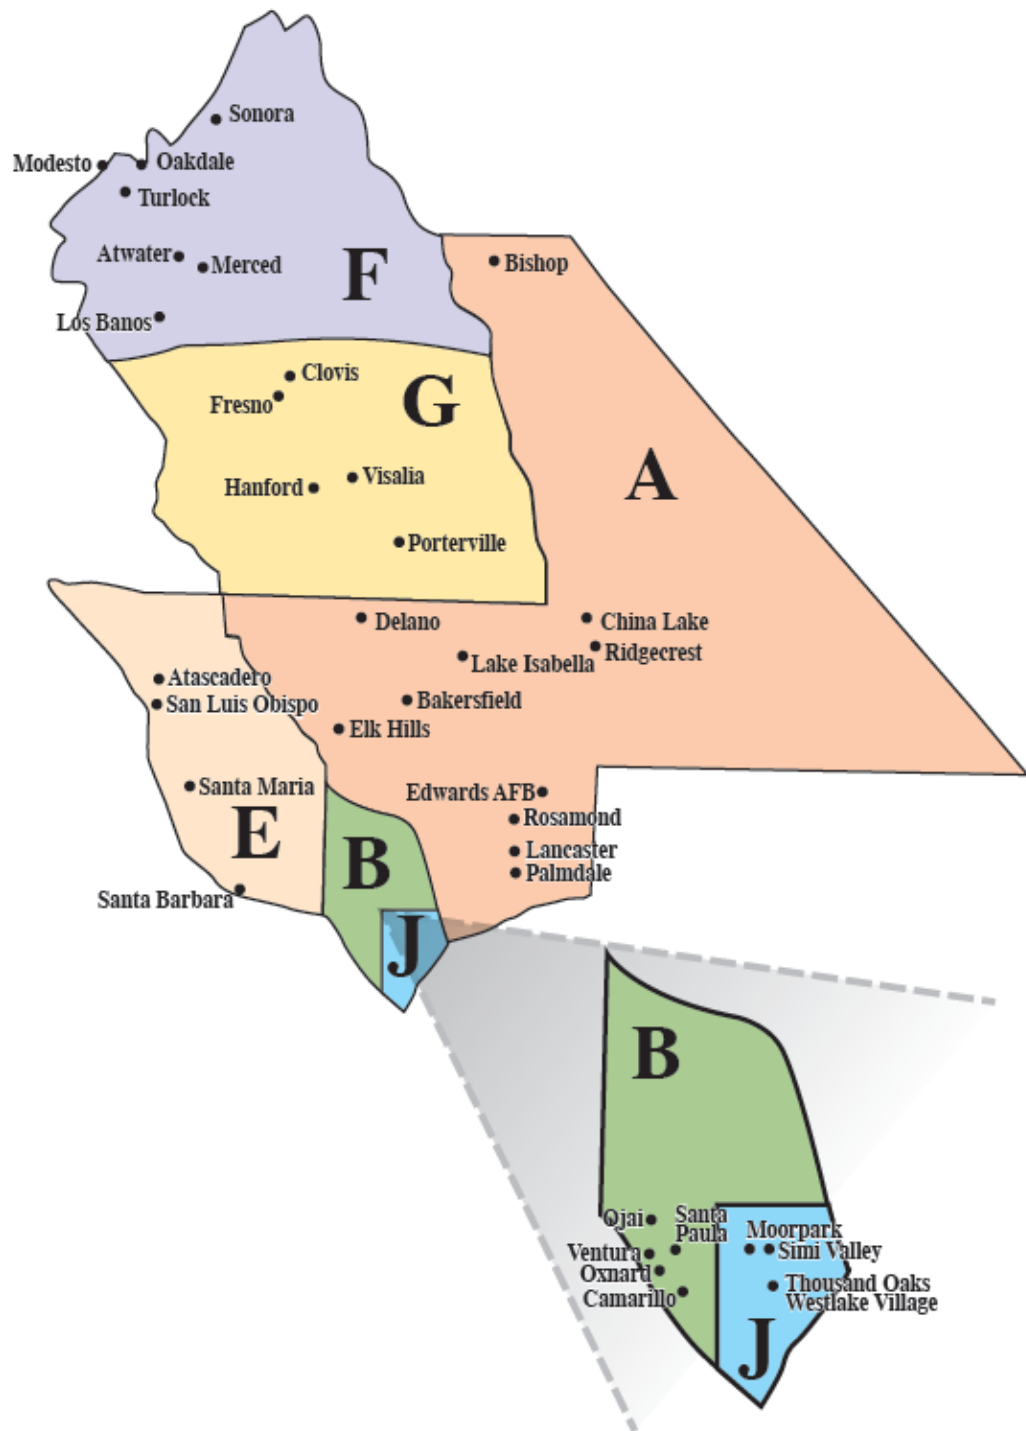 Sonora
Modesto
Oakdale
Turlock
Atwater
Merced
F
Bishop
Los Banos
Clovis
Fresno
G
Visalia
Hanford
A
Porterville
Delano
China Lake
Ridgecrest
Lake Isabella
Atascadero
San Luis Obispo
Bakersfield
Elk Hills
Santa Maria
Edwards AFB
Rosamond
E
B
Lancaster
Palmdale
Santa Barbara
J
B
Ojai
Santa
Paula
Moorpark
Ventura
Simi Valley
Oxnard
Camarillo
Thousand Oaks
Westlake Village
J